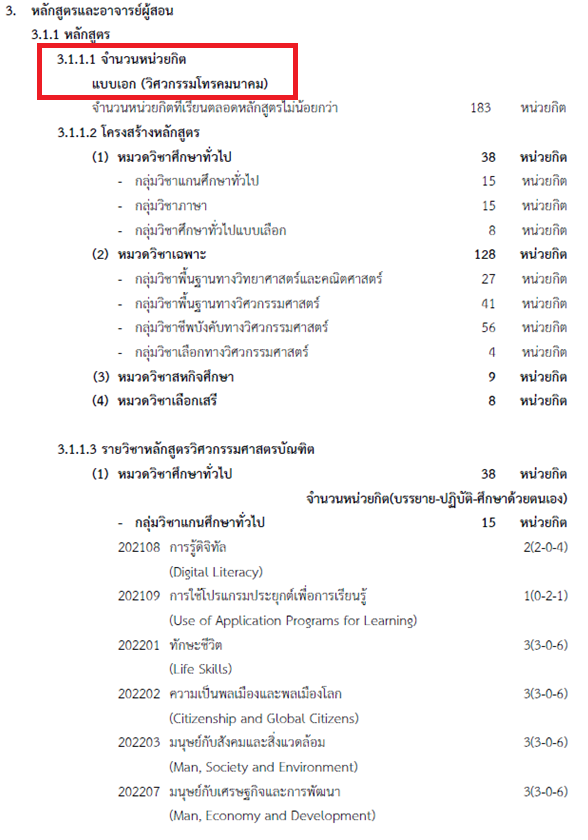 3. หลักสูตรและอาจารย์ผู้สอน
3.1.1 หลักสูตร
3.1.1.1 จำนวนหน่วยกิต
แบบเอก (วิศวกรรมโทรคมนาคม)
จำนวนหน่วยกิตที่เรียนตลอดหลักสูตรไม่น้อยกว่า 183 หน่วยกิต
3.1.1.2 โครงสร้างหลักสูตร
(1) หมวดวิชาศึกษาทั่วไป 38 หน่วยกิต
- กลุ่มวิชาแกนศึกษาทั่วไป 15 หน่วยกิต
- กลุ่มวิชาภาษา 15 หน่วยกิต
- กลุ่มวิชาศึกษาทั่วไปแบบเลือก 8 หน่วยกิต
(2) หมวดวิชาเฉพาะ 128 หน่วยกิต
- กลุ่มวิชาพื้นฐานทางวิทยาศาสตร์และคณิตศาสตร์ 27 หน่วยกิต
- กลุ่มวิชาพื้นฐานทางวิศวกรรมศาสตร์ 41 หน่วยกิต
- กลุ่มวิชาชีพบังคับทางวิศวกรรมศาสตร์ 56 หน่วยกิต
- กลุ่มวิชาเลือกทางวิศวกรรมศาสตร์ 4 หน่วยกิต
(3) หมวดวิชาสหกิจศึกษา 9 หน่วยกิต
(4) หมวดวิชาเลือกเสรี 8 หน่วยกิต
3.1.1.3 รายวิชาหลักสูตรวิศวกรรมศาสตรบัณฑิต
(1) หมวดวิชาศึกษาทั่วไป 38 หน่วยกิต
จำนวนหน่วยกิต(บรรยาย-ปฏิบัติ-ศึกษาด้วยตนเอง)
- กลุ่มวิชาแกนศึกษาทั่วไป 15 หน่วยกิต
202108 การรู้ดิจิทัล 2(2-0-4)
(Digital Literacy)
202109 การใช้โปรแกรมประยุกต์เพื่อการเรียนรู้ 1(0-2-1)
(Use of Application Programs for Learning)
202201 ทักษะชีวิต 3(3-0-6)
(Life Skills)
202202 ความเป็นพลเมืองและพลเมืองโลก 3(3-0-6)
(Citizenship and Global Citizens)
202203 มนุษย์กับสังคมและสิ่งแวดล้อม 3(3-0-6)
(Man, Society and Environment)
202207 มนุษย์กับเศรษฐกิจและการพัฒนา 3(3-0-6)
(Man, Economy and Development)